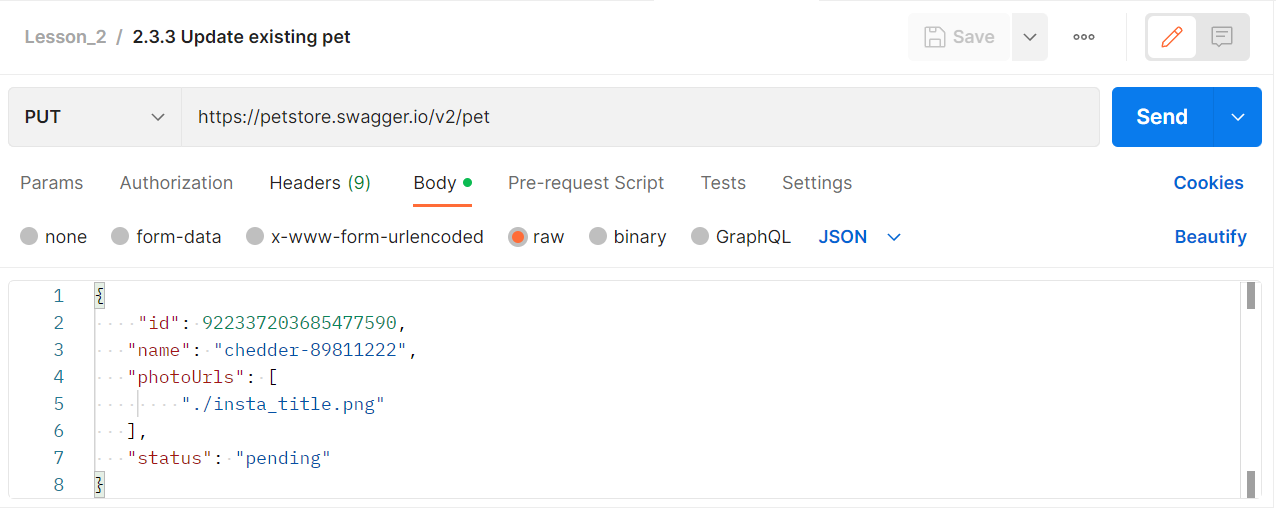 Lesson_2 / 2.3.3 Update existing pet Save
PUT https://petstore.swagger.io/v2/pet Send
Params Authorization Headers (9) Body Pre-request Script Tests Settings Cookies
none form-data x-www-form-urlencoded raw binary GraphQL JSON Beautify
1 {
2 "id": 922337203685477590,
3 "name": "chedder-89811222",
4 "photoUrls": [
5 "./insta_title.png"
6 ],
7 "status": "pending"
8 }